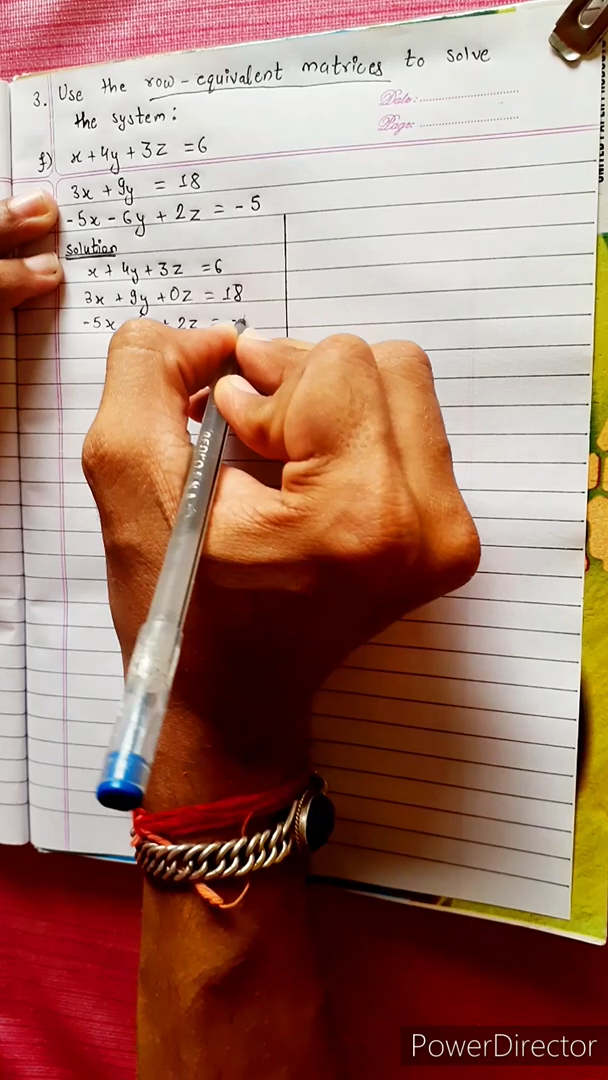 3. Use the row-equivalent matrices to solve
the system:
Date:
Page:
f) x + 4y + 3z = 6
3x + 9y = 18
-5x - 6y + 2z = -5
Solution
x + 4y + 3z = 6
3x + 9y + 0z = 18
-5x + 2z =
PowerDirector